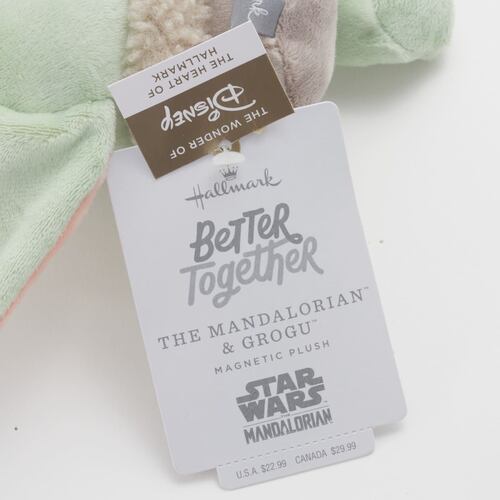 THE HEART OF
HALLMARK
THE WONDER OF
Disney
Hallmark
Better
Together
THE MANDALORIAN™
& GROGU™
MAGNETIC PLUSH
STAR
WARS
THE
MANDALORIAN
U.S.A. $22.99 CANADA $29.99